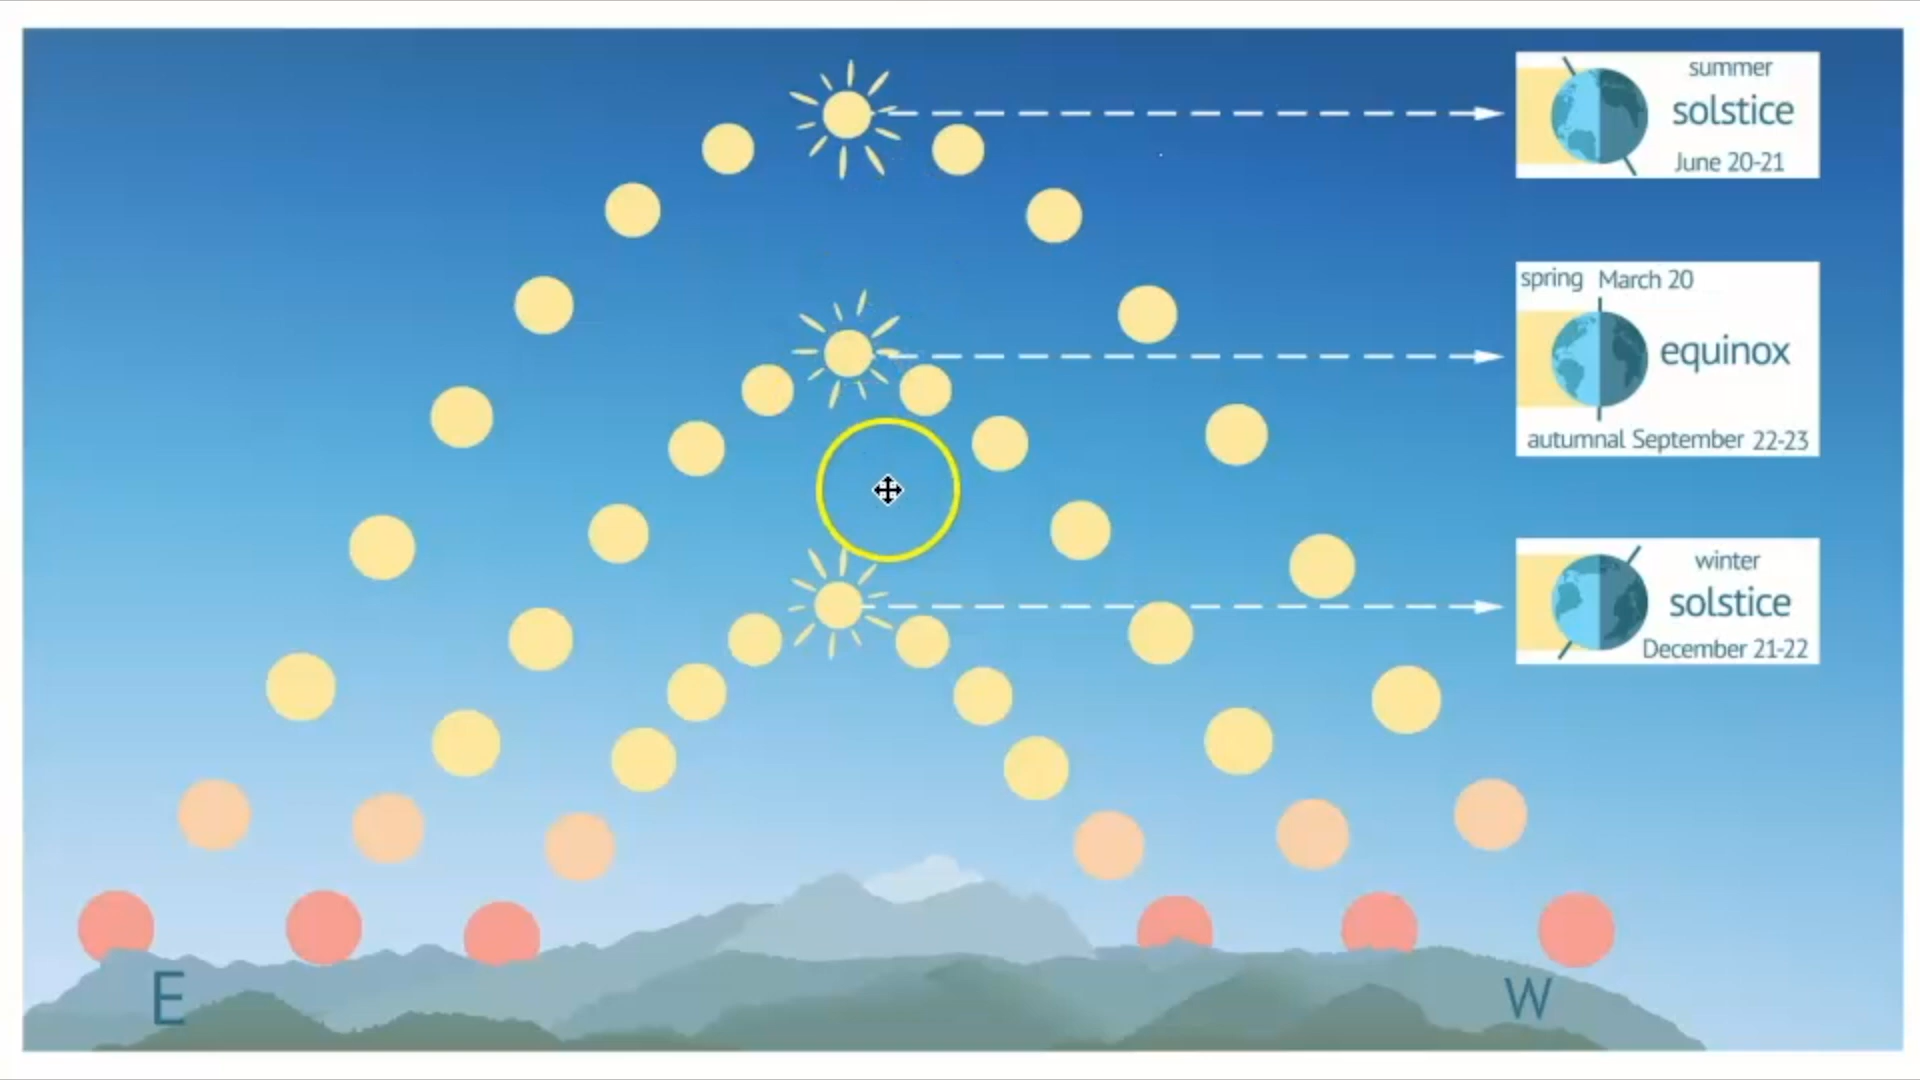 summer
solstice
June 20-21
spring March 20
equinox
autumnal September 22-23
winter
solstice
December 21-22
E W